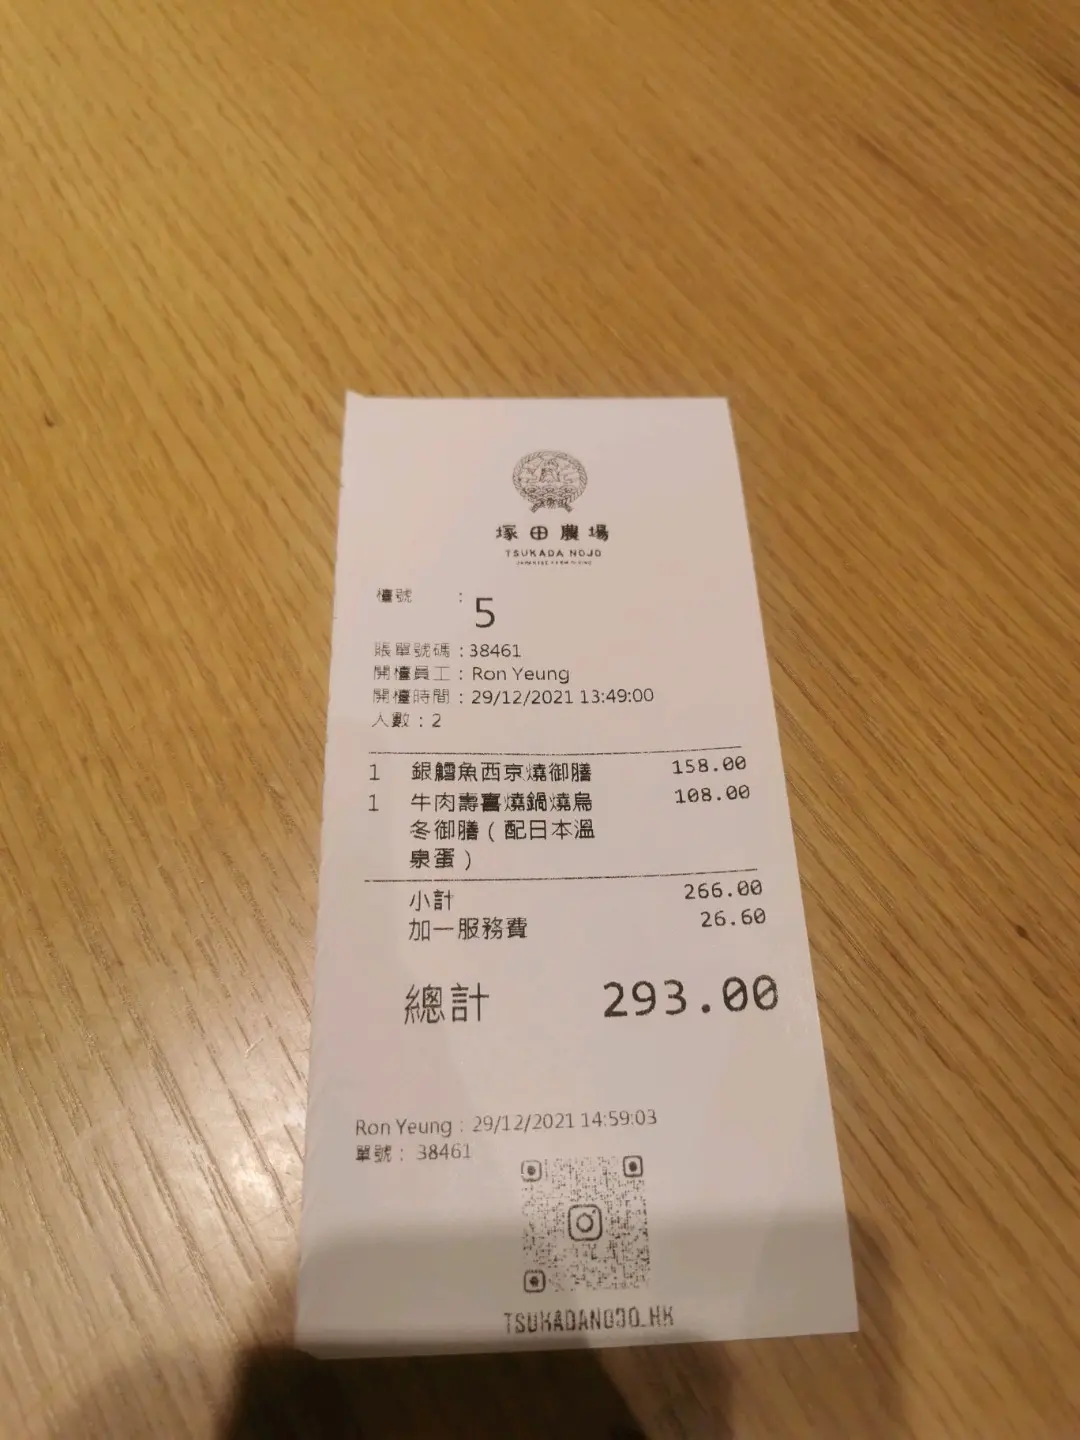 塚田農場
TSUKADA NOJO
檯號 : 5
賬單號碼 : 38461
開檯員工 : Ron Yeung
開檯時間 : 29/12/2021 13:49:00
人數 : 2
1 銀鱈魚西京燒御膳 158.00
1 牛肉壽喜燒鍋燒烏 108.00
冬御膳（配日本溫
泉蛋）
小計 266.00
加一服務費 26.60
總計 293.00
Ron Yeung : 29/12/2021 14:59:03
單號 : 38461
TSUKADANOJO_HK